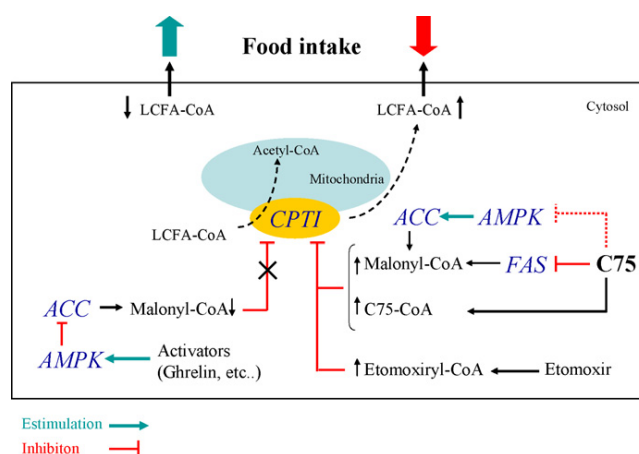 Food intake
LCFA-CoA
LCFA-CoA
Cytosol
Acetyl-CoA
Mitochondria
CPTI
LCFA-CoA
ACC
AMPK
Malonyl-CoA
FAS
C75
ACC
Malonyl-CoA
C75-CoA
AMPK
Activators
(Ghrelin, etc..)
Etomoxiryl-CoA
Etomoxir
Estimulation
Inhibiton